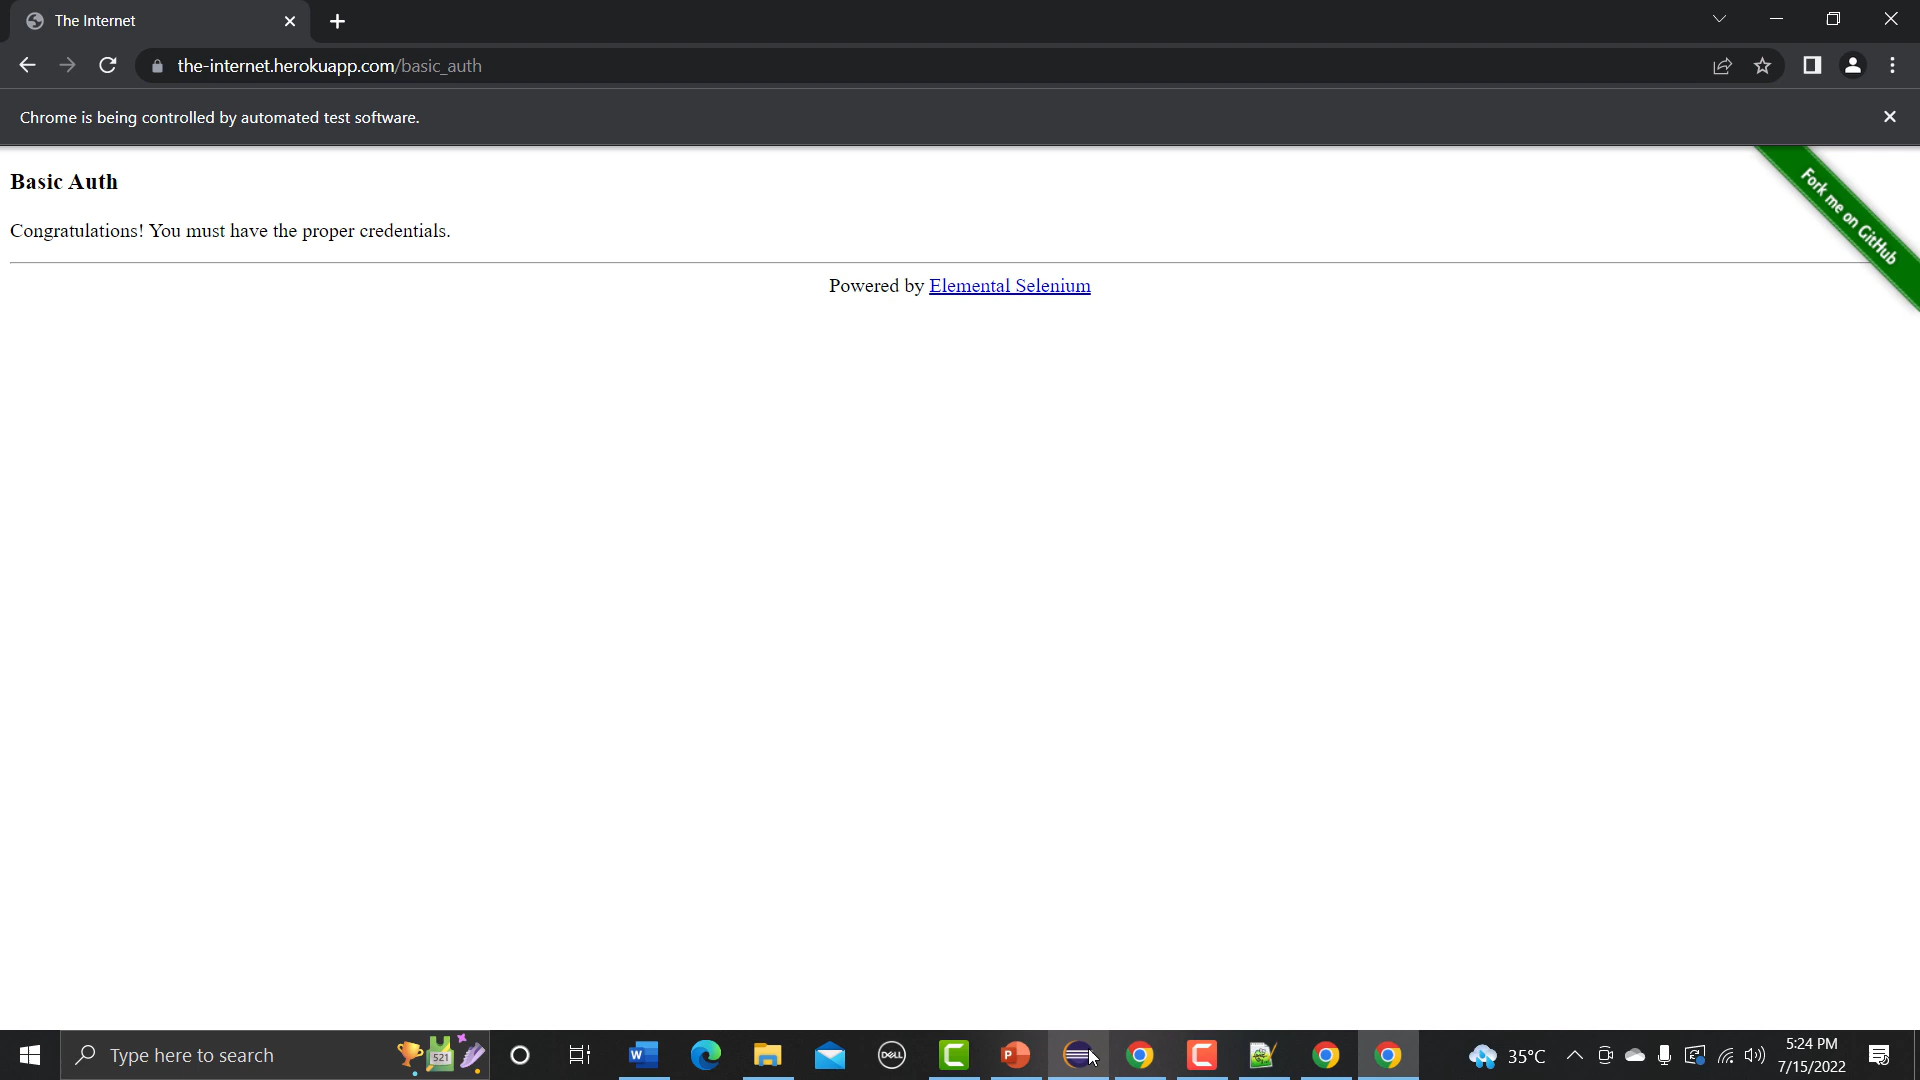 The Internet
the-internet.herokuapp.com/basic_auth
Chrome is being controlled by automated test software.
Fork me on GitHub
Basic Auth
Congratulations! You must have the proper credentials.
Powered by Elemental Selenium
Type here to search
521
W
DELL
P
35°C
5:24 PM
7/15/2022